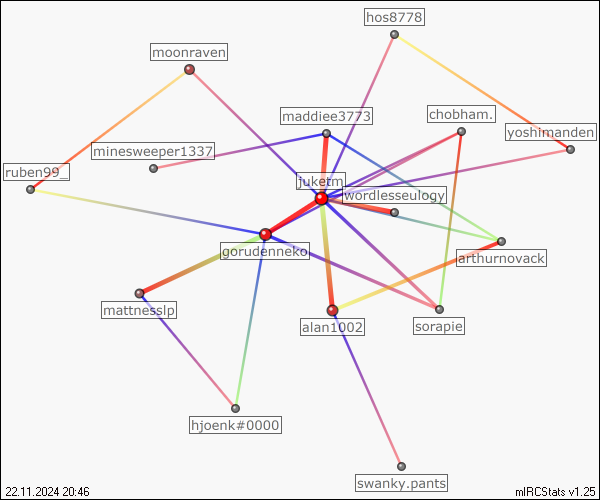 hos8778
moonraven
maddiee3773
chobham.
yoshimanden
minesweeper1337
ruben99_
juketm
wordlesseulogy
gorudenneko
arthurnovack
mattnesslp
alan1002
sorapie
hjoenk#0000
swanky.pants
22.11.2024 20:46
mIRCStats v1.25